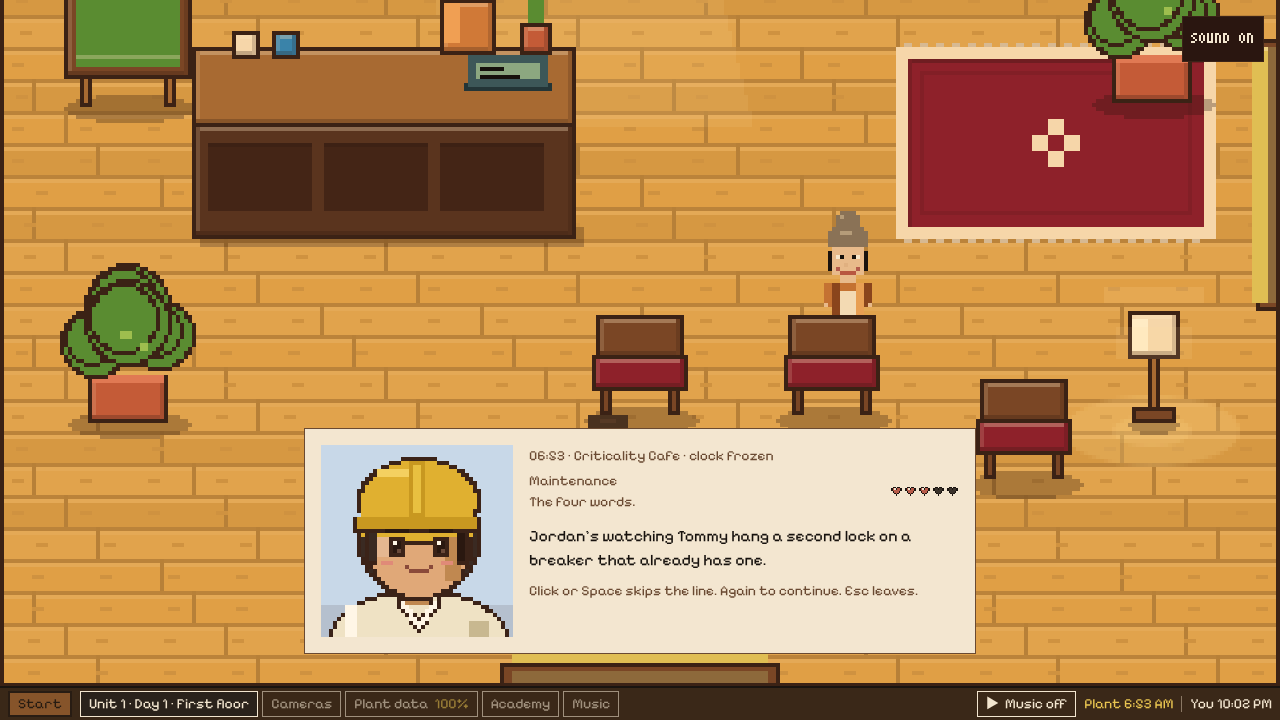 SOUND ON
06:53 · Criticality Cafe · clock frozen
Maintenance
The four words.
Jordan's watching Tommy hang a second lock on a
breaker that already has one.
Click or Space skips the line. Again to continue. Esc leaves.
Start
Unit 1 · Day 1 · First floor
Cameras
Plant data 100%
Academy
Music
Music off
Plant 6:53 AM
You 10:02 PM